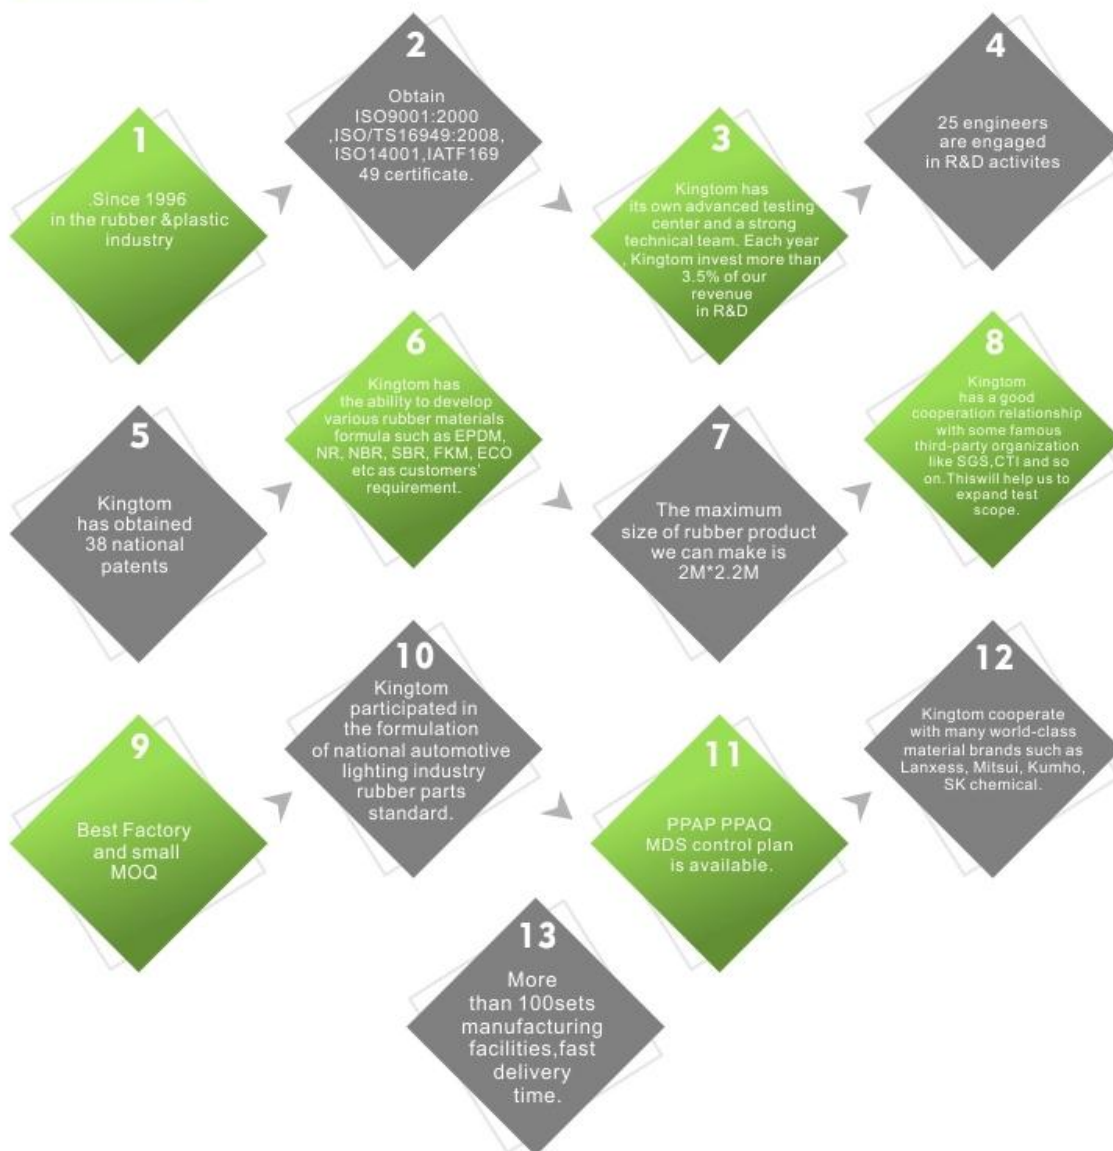 1
.Since 1996
in the rubber &plastic
industry
2
Obtain
ISO9001:2000
,ISO/TS16949:2008,
ISO14001,IATF169
49 certificate.
3
Kingtom has
its own advanced testing
center and a strong
technical team. Each year
, Kingtom invest more than
3.5% of our
revenue
in R&D
4
25 engineers
are engaged
in R&D activites
5
Kingtom
has obtained
38 national
patents
6
Kingtom has
the ability to develop
various rubber materials
formula such as EPDM,
NR, NBR, SBR, FKM, ECO
etc as customers'
requirement.
7
The maximum
size of rubber product
we can make is
2M*2.2M
8
Kingtom
has a good
cooperation relationship
with some famous
third-party organization
like SGS,CTI and so
on.Thiswill help us to
expand test
scope.
9
Best Factory
and small
MOQ
10
Kingtom
participated in
the formulation
of national automotive
lighting industry
rubber parts
standard.
11
PPAP PPAQ
MDS control plan
is available.
12
Kingtom cooperate
with many world-class
material brands such as
Lanxess, Mitsui, Kumho,
SK chemical.
13
More
than 100sets
manufacturing
facilities,fast
delivery
time.